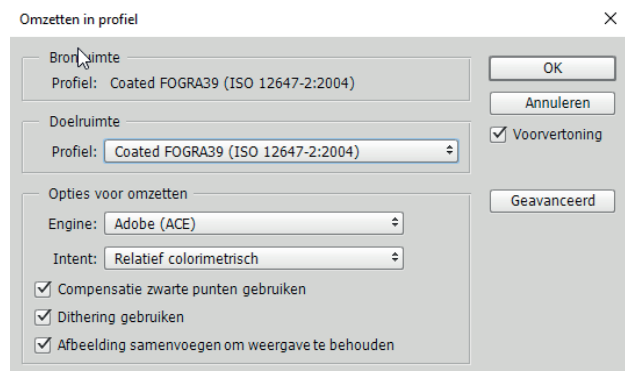 Omzetten in profiel
Bronruimte
Profiel: Coated FOGRA39 (ISO 12647-2:2004)
Doelruimte
Profiel: Coated FOGRA39 (ISO 12647-2:2004)
Opties voor omzetten
Engine: Adobe (ACE)
Intent: Relatief colorimetrisch
Compensatie zwarte punten gebruiken
Dithering gebruiken
Afbeelding samenvoegen om weergave te behouden
OK
Annuleren
Voorvertoning
Geavanceerd